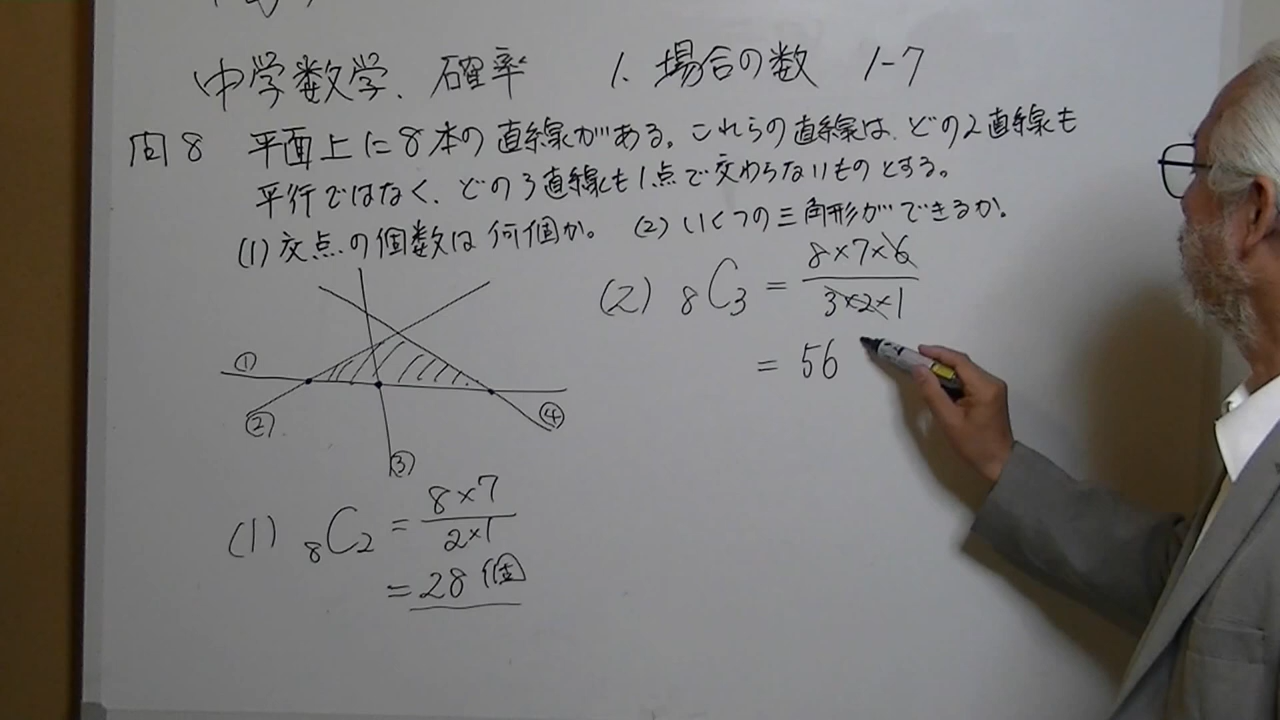 中学数学、確率 1. 場合の数 1-7
問8 平面上に8本の直線がある。これらの直線は、どの2直線も
平行ではなく、どの3直線も1点で交わらないものとする。
(1) 交点の個数は何個か。 (2) いくつの三角形ができるか。
①
②
③
④
(1) ₈C₂ = 8×7 / 2×1
= 28個
(2) ₈C₃ = 8×7×6 / 3×2×1
= 56